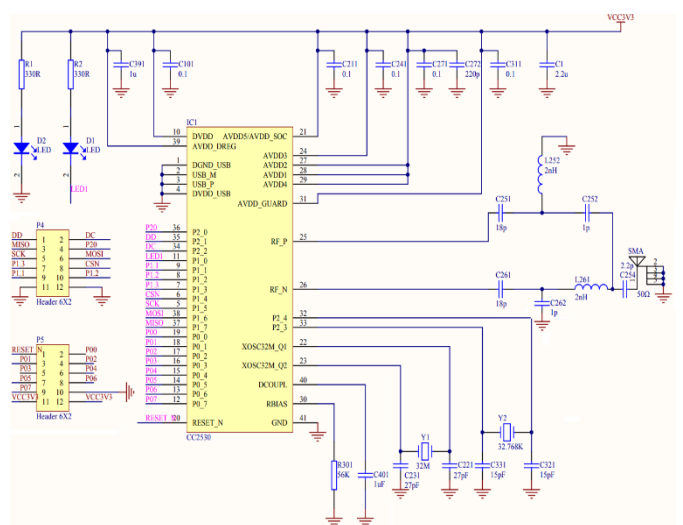 VCC3V3
R1
330R
R2
330R
C391
1u
C101
0.1
C211
0.1
C241
0.1
C271
0.1
C272
220p
C311
0.1
C1
2.2u
1
D2
LED
2
1
D1
LED
2
LED1
IC1
10 DVDD
39 AVDD_DREG
1 DGND_USB
2 USB_M
3 USB_P
4 DVDD_USB
P20 36 P2_0
DD 35 P2_1
DC 34 P2_2
LED1 11 P1_0
P1.1 9 P1_1
P1.2 8 P1_2
P1.3 7 P1_3
CSN 6 P1_4
SCK 5 P1_5
MOSI 38 P1_6
MISO 37 P1_7
P00 19 P0_0
P01 18 P0_1
P02 17 P0_2
P03 16 P0_3
P04 15 P0_4
P05 14 P0_5
P06 13 P0_6
P07 12 P0_7
RESET_N 20 RESET_N
CC2530
AVDD5/AVDD_SOC 21
AVDD3 24
AVDD2 27
AVDD1 28
AVDD4 29
AVDD_GUARD 31
RF_P 25
RF_N 26
P2_4 32
P2_3 33
XOSC32M_Q1 22
XOSC32M_Q2 23
DCOUPL 40
RBIAS 30
GND 41
L252
2nH
C251
18p
C252
1p
C261
18p
C262
1p
L261
2nH
2.2p
C254
SMA
50Ω
P4
DD 1 2 DC
MISO 3 4 P20
SCK 5 6 MOSI
P1.3 7 8 CSN
P1.1 9 10 P1.2
11 12
Header 6X2
P5
RESET_N 1 2 P00
P01 3 4 P02
P03 5 6 P04
P05 7 8 P06
P07 9 10
VCC3V3 11 12 VCC3V3
Header 6X2
R301
56K
C401
1uF
Y1
32M
C231
27pF
C221
27pF
Y2
32.768K
C331
15pF
C321
15pF